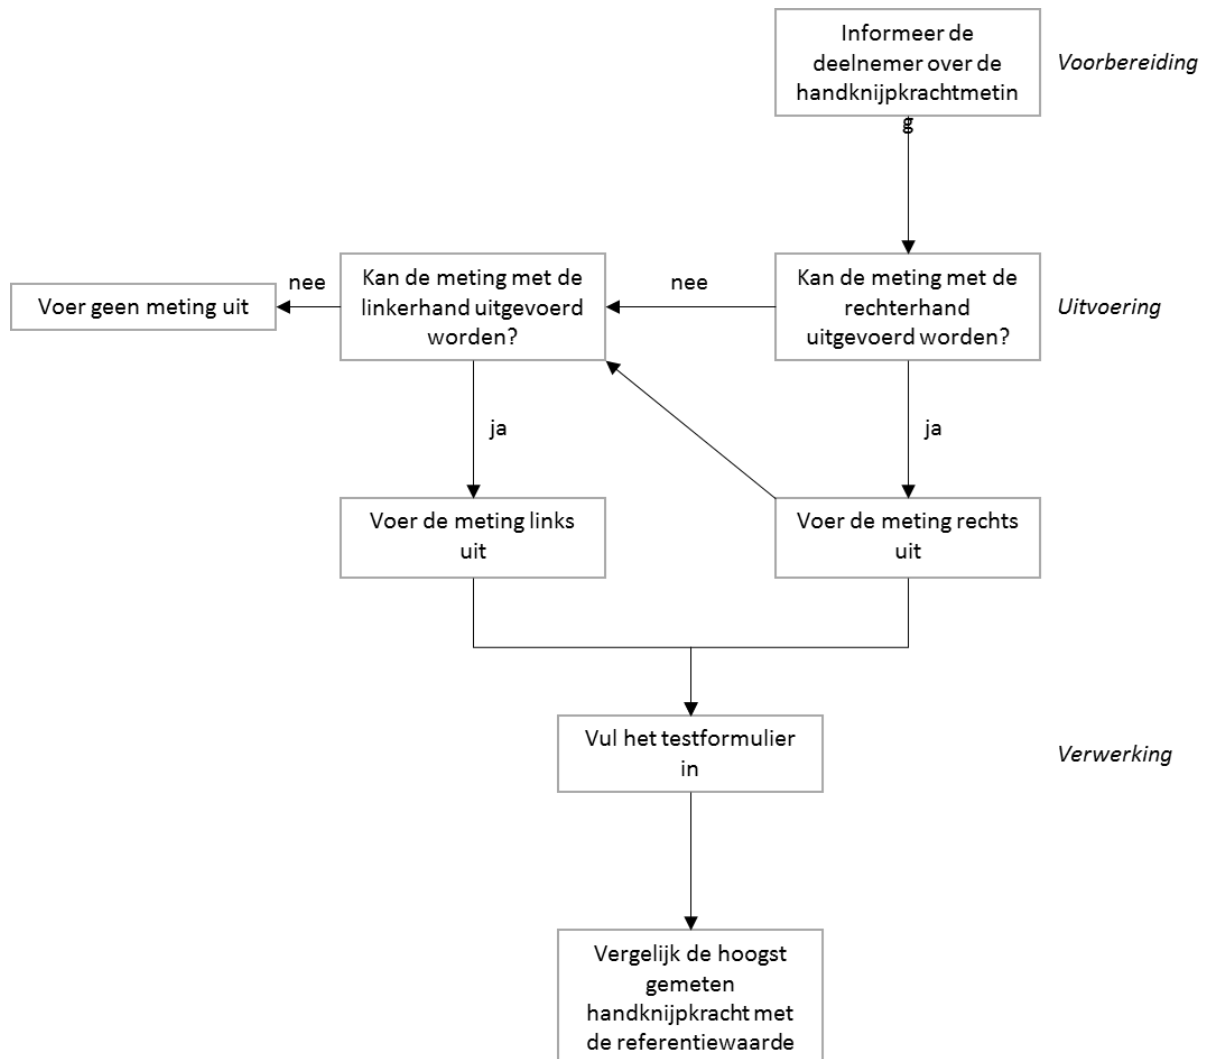 Informeer de
deelnemer over de
handknijpkrachtmetin
g
Voorbereiding
Voer geen meting uit
nee
Kan de meting met de
linkerhand uitgevoerd
worden?
nee
Kan de meting met de
rechterhand
uitgevoerd worden?
Uitvoering
ja
ja
Voer de meting links
uit
Voer de meting rechts
uit
Vul het testformulier
in
Verwerking
Vergelijk de hoogst
gemeten
handknijpkracht met
de referentiewaarde